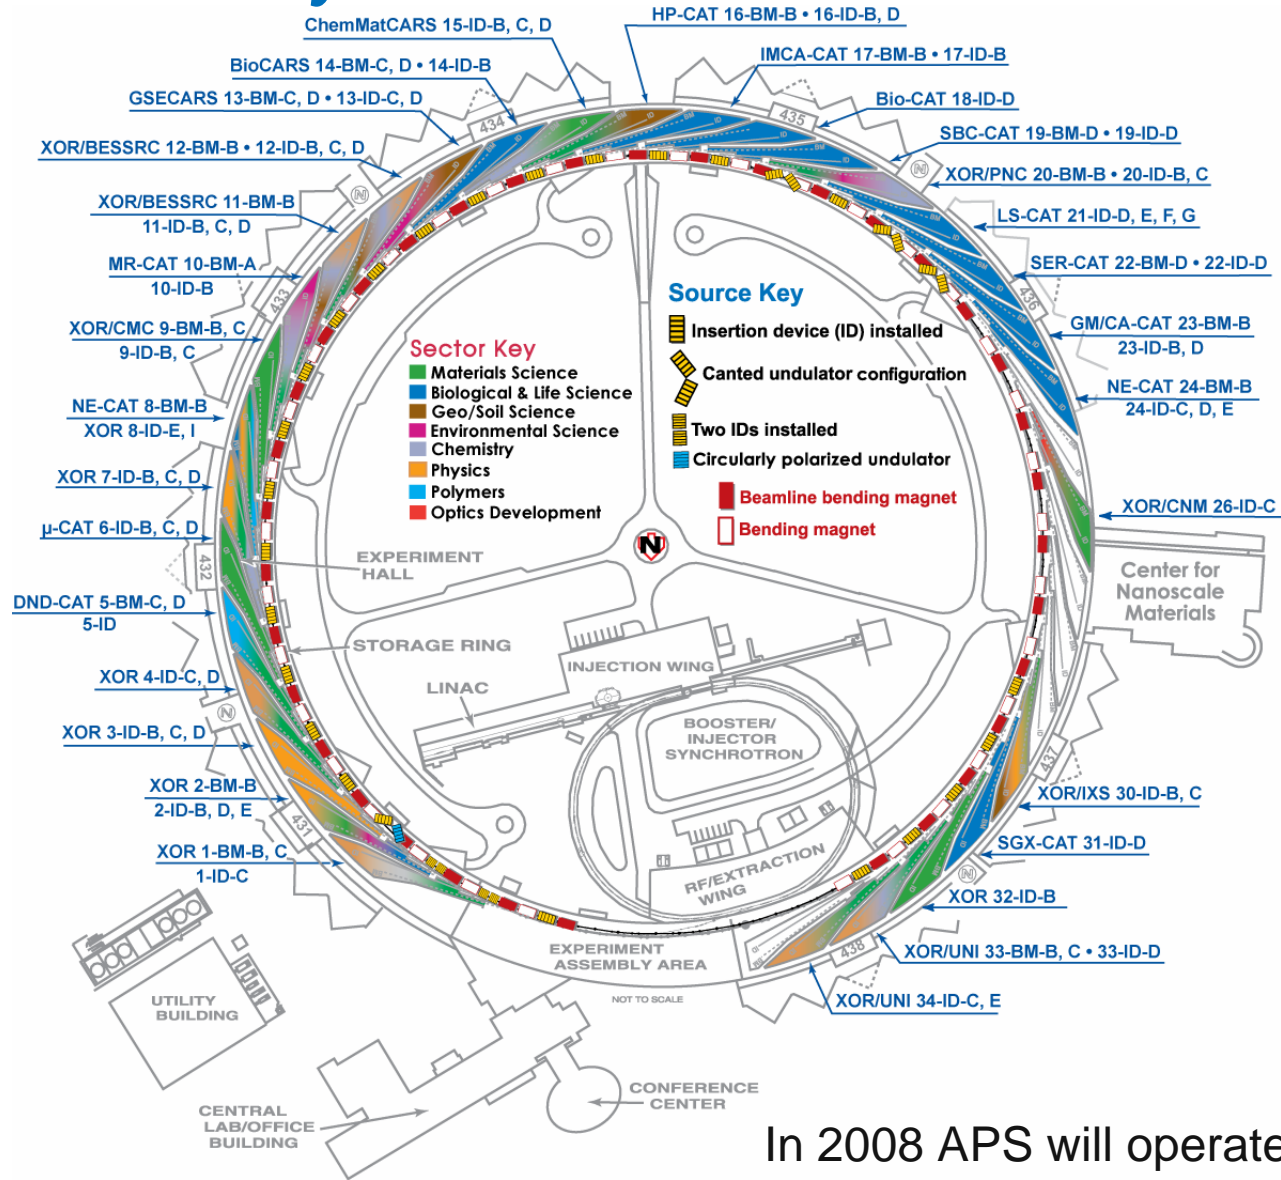 ChemMatCARS 15-ID-B, C, D
HP-CAT 16-BM-B • 16-ID-B, D
BioCARS 14-BM-C, D • 14-ID-B
IMCA-CAT 17-BM-B • 17-ID-B
GSECARS 13-BM-C, D • 13-ID-C, D
Bio-CAT 18-ID-D
434
435
XOR/BESSRC 12-BM-B • 12-ID-B, C, D
SBC-CAT 19-BM-D • 19-ID-D
N
N
XOR/PNC 20-BM-B • 20-ID-B, C
XOR/BESSRC 11-BM-B
11-ID-B, C, D
LS-CAT 21-ID-D, E, F, G
MR-CAT 10-BM-A
10-ID-B
SER-CAT 22-BM-D • 22-ID-D
433
436
XOR/CMC 9-BM-B, C
9-ID-B, C
GM/CA-CAT 23-BM-B
23-ID-B, D
NE-CAT 8-BM-B
XOR 8-ID-E, I
NE-CAT 24-BM-B
24-ID-C, D, E
XOR 7-ID-B, C, D
XOR/CNM 26-ID-C
µ-CAT 6-ID-B, C, D
432
DND-CAT 5-BM-C, D
5-ID
XOR 4-ID-C, D
N
XOR 3-ID-B, C, D
XOR 2-BM-B
2-ID-B, D, E
431
XOR 1-BM-B, C
1-ID-C
Sector Key
Materials Science
Biological & Life Science
Geo/Soil Science
Environmental Science
Chemistry
Physics
Polymers
Optics Development
Source Key
Insertion device (ID) installed
Canted undulator configuration
Two IDs installed
Circularly polarized undulator
Beamline bending magnet
Bending magnet
N
EXPERIMENT
HALL
STORAGE RING
LINAC
INJECTION WING
BOOSTER/
INJECTOR
SYNCHROTRON
RF/EXTRACTION
WING
Center for
Nanoscale
Materials
437
XOR/IXS 30-ID-B, C
SGX-CAT 31-ID-D
N
XOR 32-ID-B
438
XOR/UNI 33-BM-B, C • 33-ID-D
XOR/UNI 34-ID-C, E
EXPERIMENT
ASSEMBLY AREA
NOT TO SCALE
UTILITY
BUILDING
CENTRAL
LAB/OFFICE
BUILDING
CONFERENCE
CENTER
In 2008 APS will operate